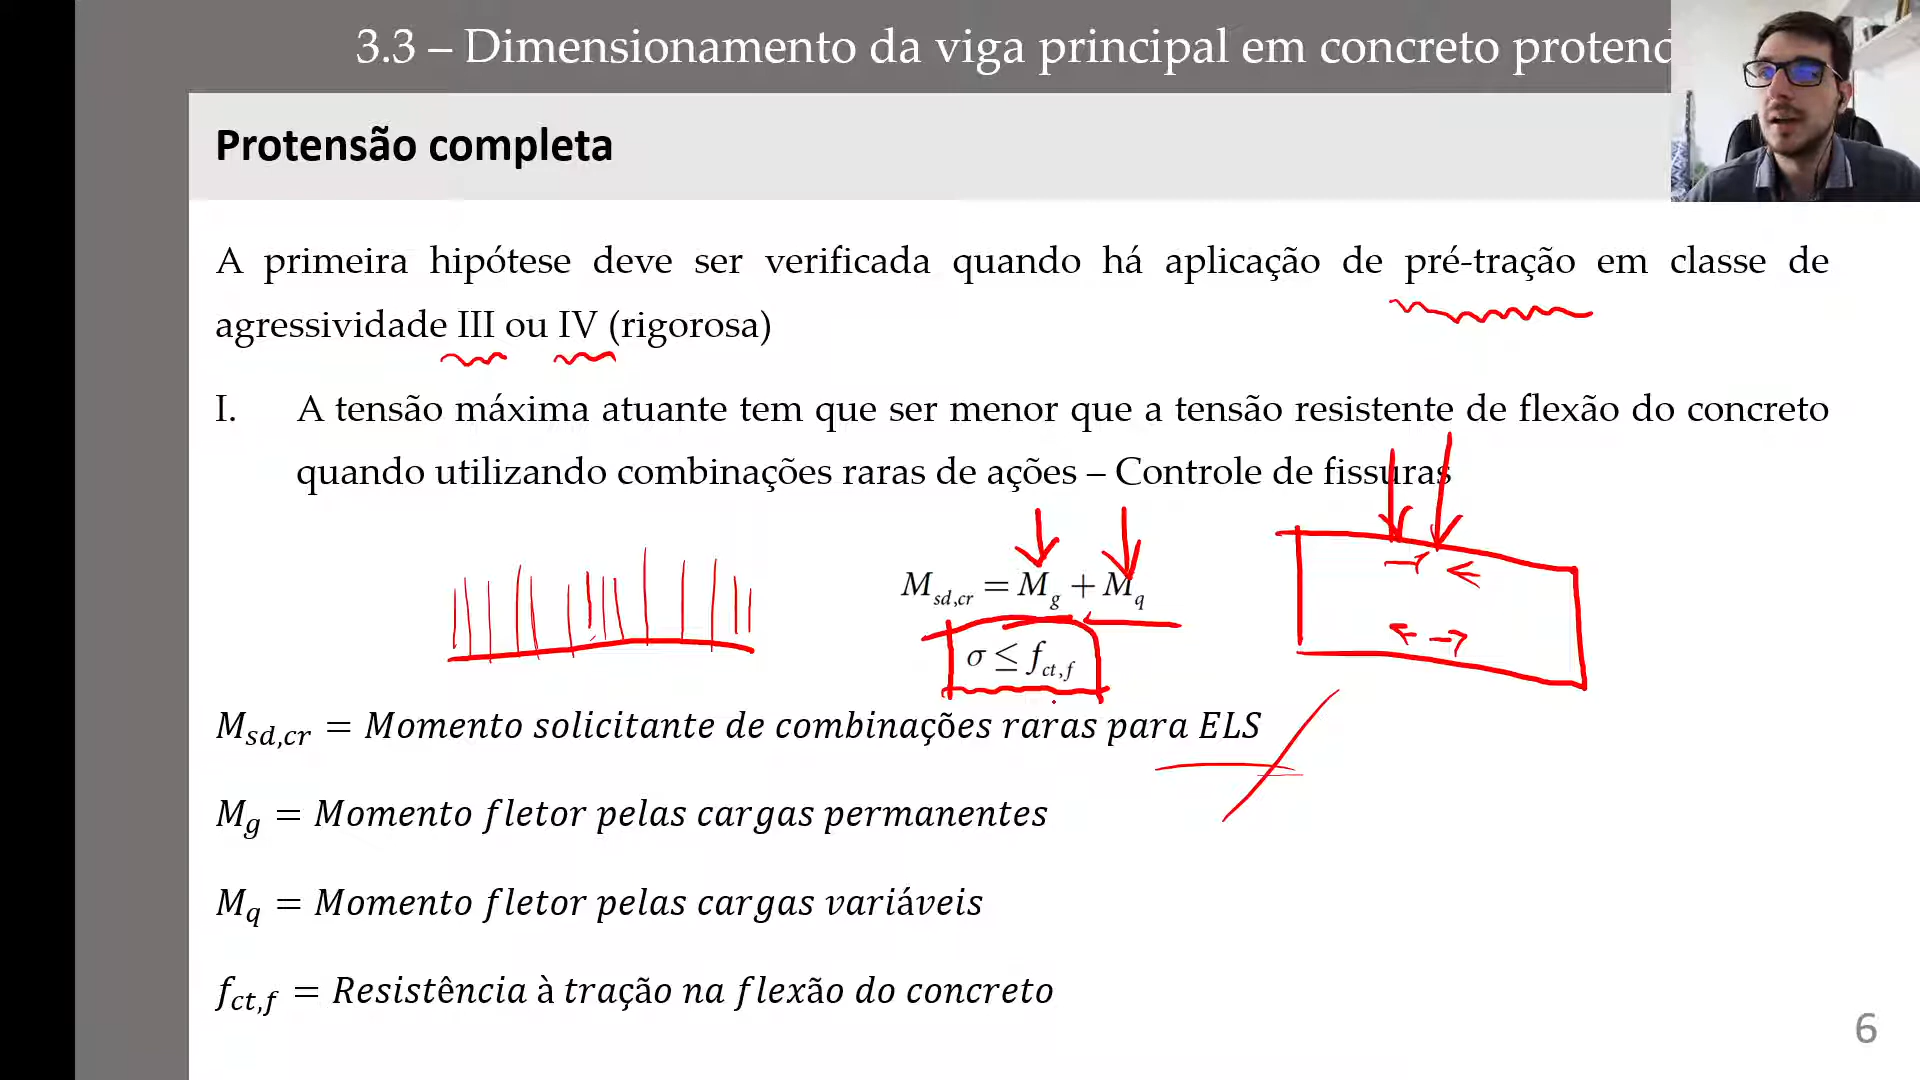 3.3 – Dimensionamento da viga principal em concreto protend
Protensão completa
A primeira hipótese deve ser verificada quando há aplicação de pré-tração em classe de
agressividade III ou IV (rigorosa)
I. A tensão máxima atuante tem que ser menor que a tensão resistente de flexão do concreto
quando utilizando combinações raras de ações – Controle de fissuras
M_{sd,cr} = M_g + M_q
σ ≤ f_{ct,f}
M_{sd,cr} = Momento solicitante de combinações raras para ELS
M_g = Momento fletor pelas cargas permanentes
M_q = Momento fletor pelas cargas variáveis
f_{ct,f} = Resistência à tração na flexão do concreto
6